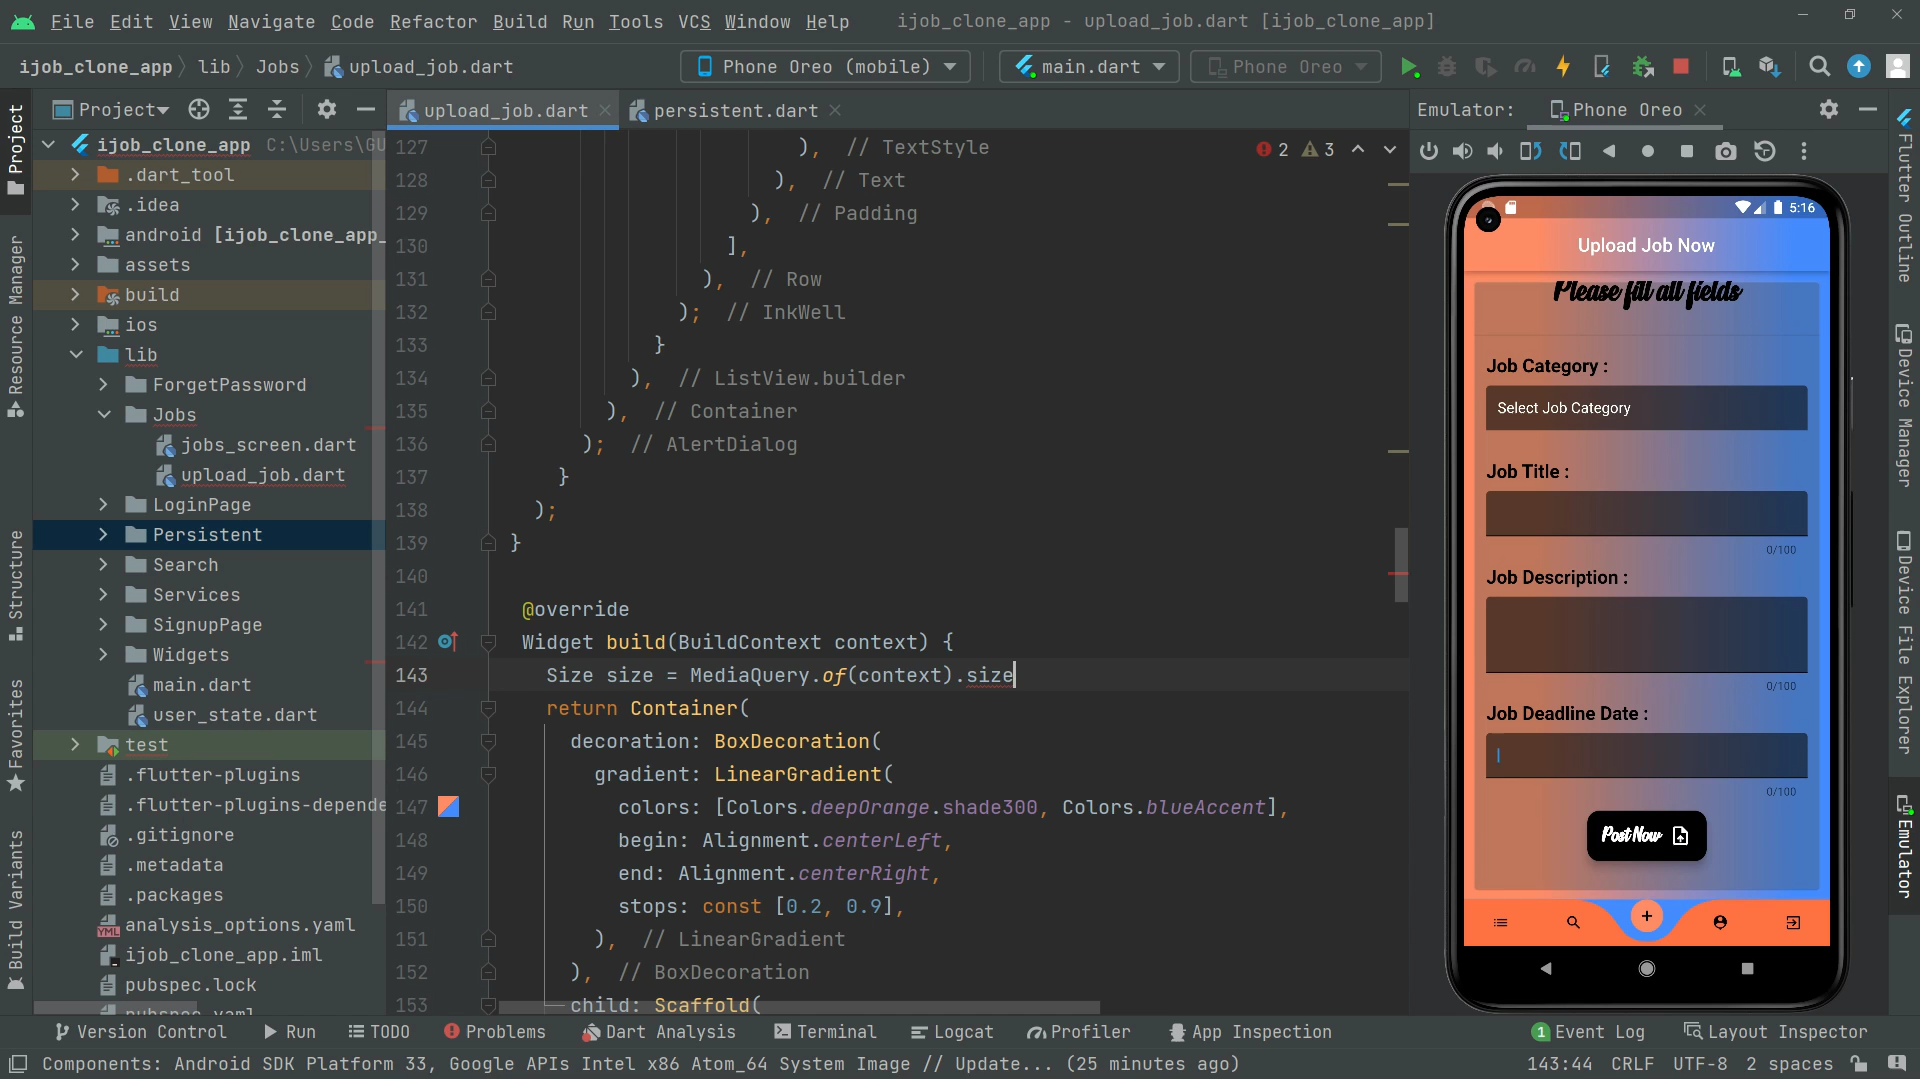 File Edit View Navigate Code Refactor Build Run Tools VCS Window Help ijob_clone_app - upload_job.dart [ijob_clone_app]
ijob_clone_app lib Jobs upload_job.dart Phone Oreo (mobile) main.dart Phone Oreo
Project
upload_job.dart persistent.dart
Emulator: Phone Oreo
ijob_clone_app C:\Users\GU
.dart_tool
.idea
android [ijob_clone_app_
assets
build
ios
lib
ForgetPassword
Jobs
jobs_screen.dart
upload_job.dart
LoginPage
Persistent
Search
Services
SignupPage
Widgets
main.dart
user_state.dart
test
.flutter-plugins
.flutter-plugins-depende
.gitignore
.metadata
.packages
analysis_options.yaml
ijob_clone_app.iml
pubspec.lock
pubspec.yaml
Project
Resource Manager
Structure
Favorites
Build Variants
2 3
127 ), // TextStyle
128 ), // Text
129 ), // Padding
130 ],
131 ), // Row
132 ); // InkWell
133 }
134 ), // ListView.builder
135 ), // Container
136 ); // AlertDialog
137 }
138 );
139 }
140
141 @override
142 Widget build(BuildContext context) {
143 Size size = MediaQuery.of(context).size
144 return Container(
145 decoration: BoxDecoration(
146 gradient: LinearGradient(
147 colors: [Colors.deepOrange.shade300, Colors.blueAccent],
148 begin: Alignment.centerLeft,
149 end: Alignment.centerRight,
150 stops: const [0.2, 0.9],
151 ), // LinearGradient
152 ), // BoxDecoration
153 child: Scaffold(
5:16
Upload Job Now
Please fill all fields
Job Category :
Select Job Category
Job Title :
0/100
Job Description :
0/100
Job Deadline Date :
0/100
Post Now
Flutter Outline
Device Manager
Device File Explorer
Emulator
Version Control Run TODO Problems Dart Analysis Terminal Logcat Profiler App Inspection 1 Event Log Layout Inspector
Components: Android SDK Platform 33, Google APIs Intel x86 Atom_64 System Image // Update... (25 minutes ago) 143:44 CRLF UTF-8 2 spaces